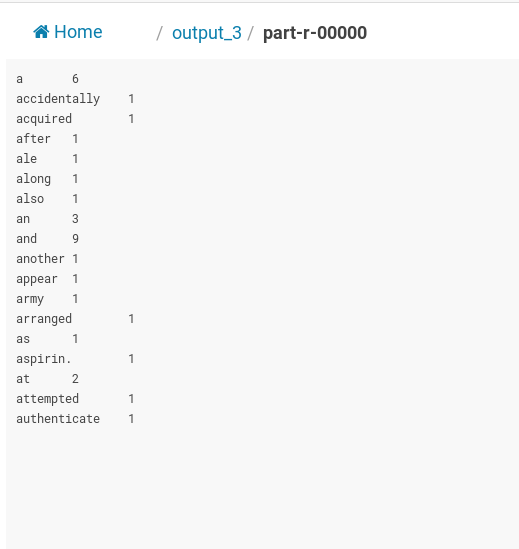 Home / output_3 / part-r-00000
a 6
accidentally 1
acquired 1
after 1
ale 1
along 1
also 1
an 3
and 9
another 1
appear 1
army 1
arranged 1
as 1
aspirin. 1
at 2
attempted 1
authenticate 1